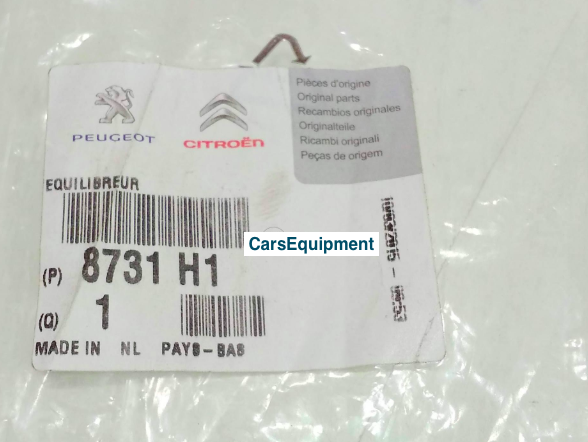 PEUGEOT
CITROËN
Pièces d'origine
Original parts
Recambios originales
Originalteile
Ricambi originali
Peças de origem
EQUILIBREUR
CarsEquipment
(P) 8731 H1
(Q) 1
MADE IN NL PAYS-BAS